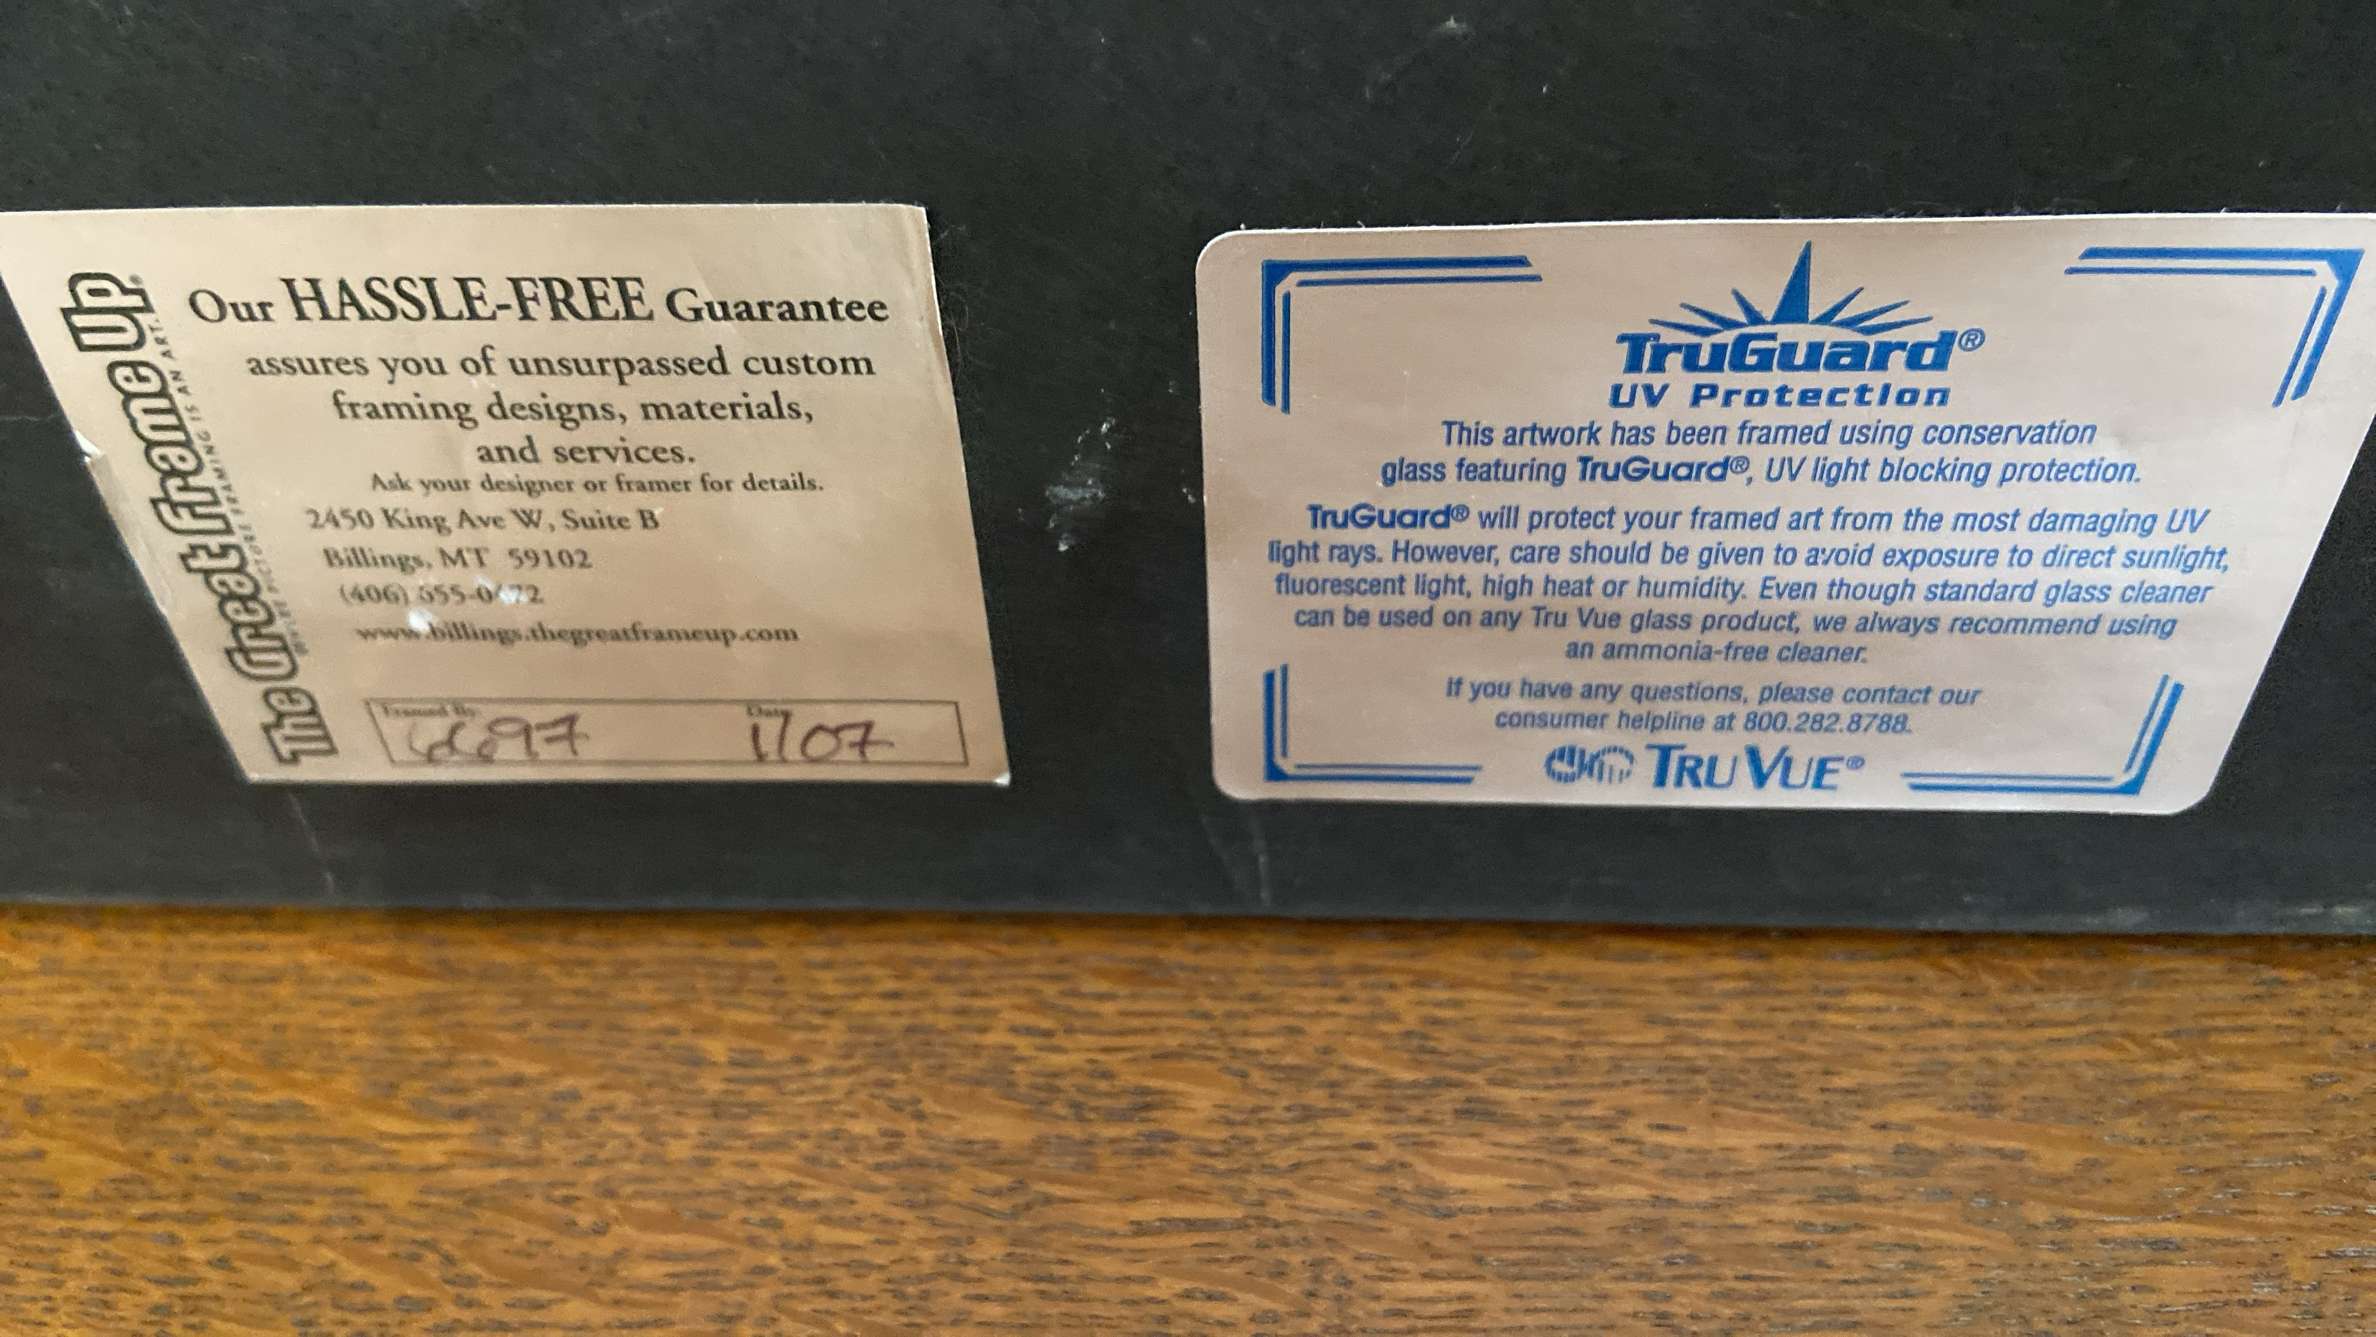 The Great Frame Up®
WHERE PICTURE FRAMING IS AN ART.
Our HASSLE-FREE Guarantee
assures you of unsurpassed custom
framing designs, materials,
and services.
Ask your designer or framer for details.
2450 King Ave W, Suite B
Billings, MT 59102
(406)
www.billings.thegreatframeup.com
Framed By: Date:
6697 1/07
TruGuard®
UV Protection
This artwork has been framed using conservation
glass featuring TruGuard®, UV light blocking protection.
TruGuard® will protect your framed art from the most damaging UV
light rays. However, care should be given to avoid exposure to direct sunlight,
fluorescent light, high heat or humidity. Even though standard glass cleaner
can be used on any Tru Vue glass product, we always recommend using
an ammonia-free cleaner.
If you have any questions, please contact our
consumer helpline at 800.282.8788.
TRU VUE®